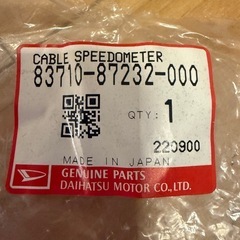 CABLE SPEEDOMETER
83710-87232-000
QTY: 1
220900
MADE IN JAPAN
GENUINE PARTS
DAIHATSU MOTOR CO.,LTD.